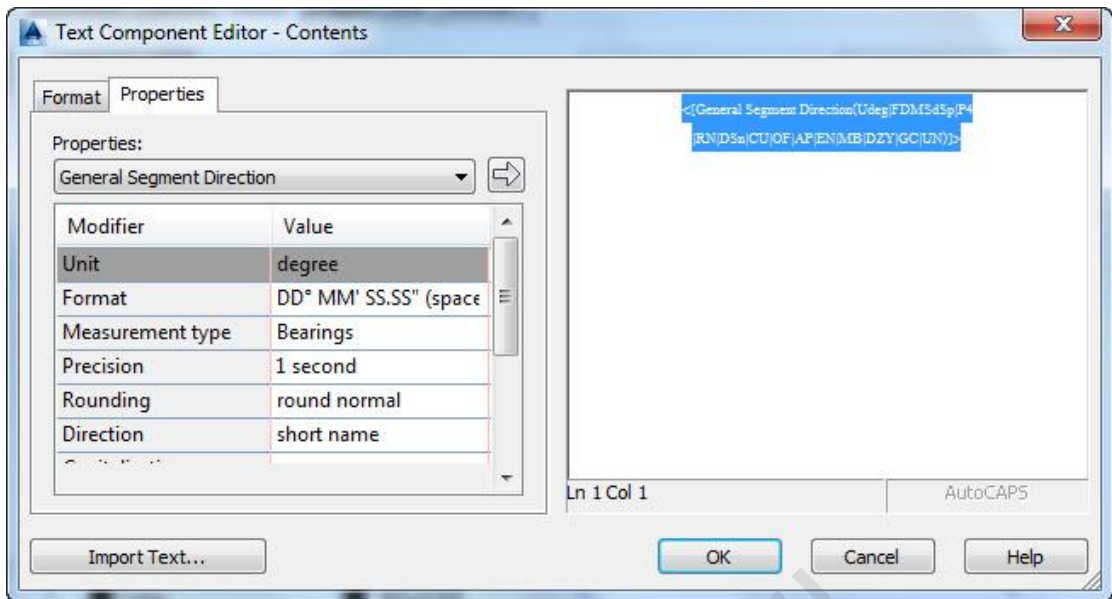 Text Component Editor - Contents
Format Properties
Properties:
General Segment Direction
Modifier Value
Unit degree
Format DD° MM' SS.SS" (space
Measurement type Bearings
Precision 1 second
Rounding round normal
Direction short name
<[General Segment Direction(Udeg|FDMSdSp|P4
|RN|DSn|CU|OF|AP|EN|MB|DZY|GC|UN)]>
Ln 1 Col 1
AutoCAPS
Import Text...
OK Cancel Help